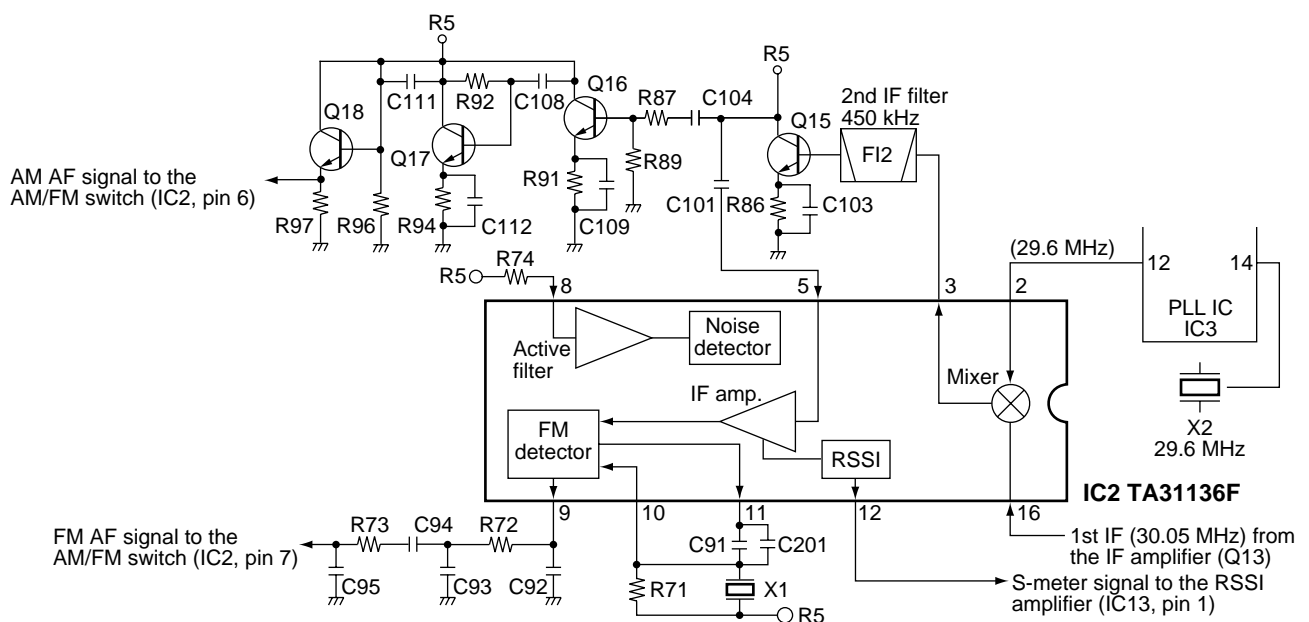 R5
C111
R92
C108
Q16
R87
C104
R5
2nd IF filter
450 kHz
Q18
Q17
Q15
FI2
R89
AM AF signal to the
AM/FM switch (IC2, pin 6)
R97
R96
R94
C112
R91
C109
C101
R86
C103
R5
R74
(29.6 MHz)
8
5
3
2
12
14
PLL IC
IC3
Active
filter
Noise
detector
Mixer
X2
29.6 MHz
IF amp.
FM
detector
RSSI
IC2 TA31136F
9
10
11
12
16
FM AF signal to the
AM/FM switch (IC2, pin 7)
R73
C94
R72
C95
C93
C92
R71
C91
C201
X1
R5
1st IF (30.05 MHz) from
the IF amplifier (Q13)
S-meter signal to the RSSI
amplifier (IC13, pin 1)